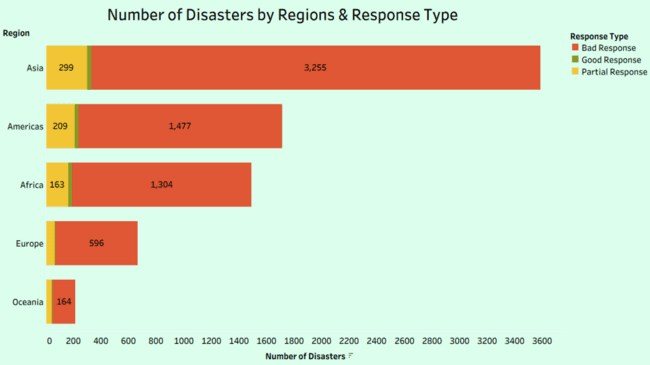 Number of Disasters by Regions & Response Type
Region
Response Type
Bad Response
Good Response
Partial Response
Asia 299 3,255
Americas 209 1,477
Africa 163 1,304
Europe 596
Oceania 164
0 200 400 600 800 1000 1200 1400 1600 1800 2000 2200 2400 2600 2800 3000 3200 3400 3600
Number of Disasters